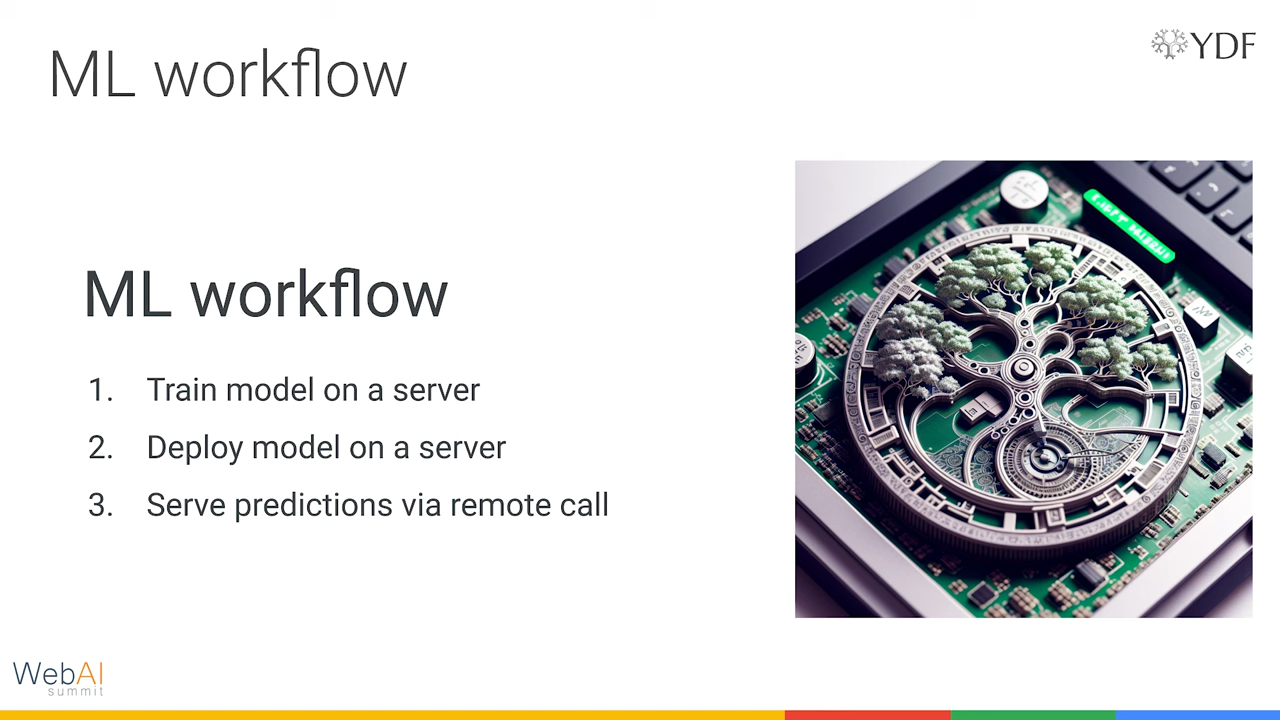 ML workflow
YDF
ML workflow
1. Train model on a server
2. Deploy model on a server
3. Serve predictions via remote call
WebAI
summit